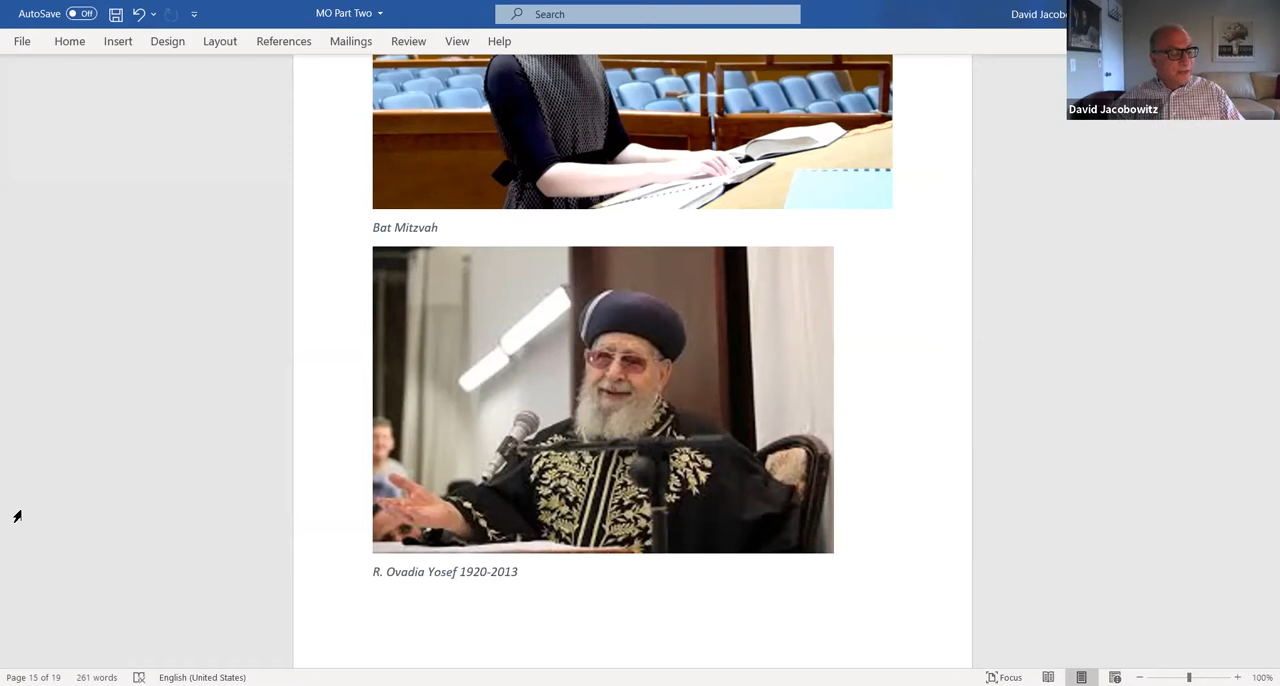 AutoSave Off MO Part Two Search David Jacob
File Home Insert Design Layout References Mailings Review View Help
David Jacobowitz
Bat Mitzvah
R. Ovadia Yosef 1920-2013
Page 15 of 19 261 words English (United States) Focus 100%